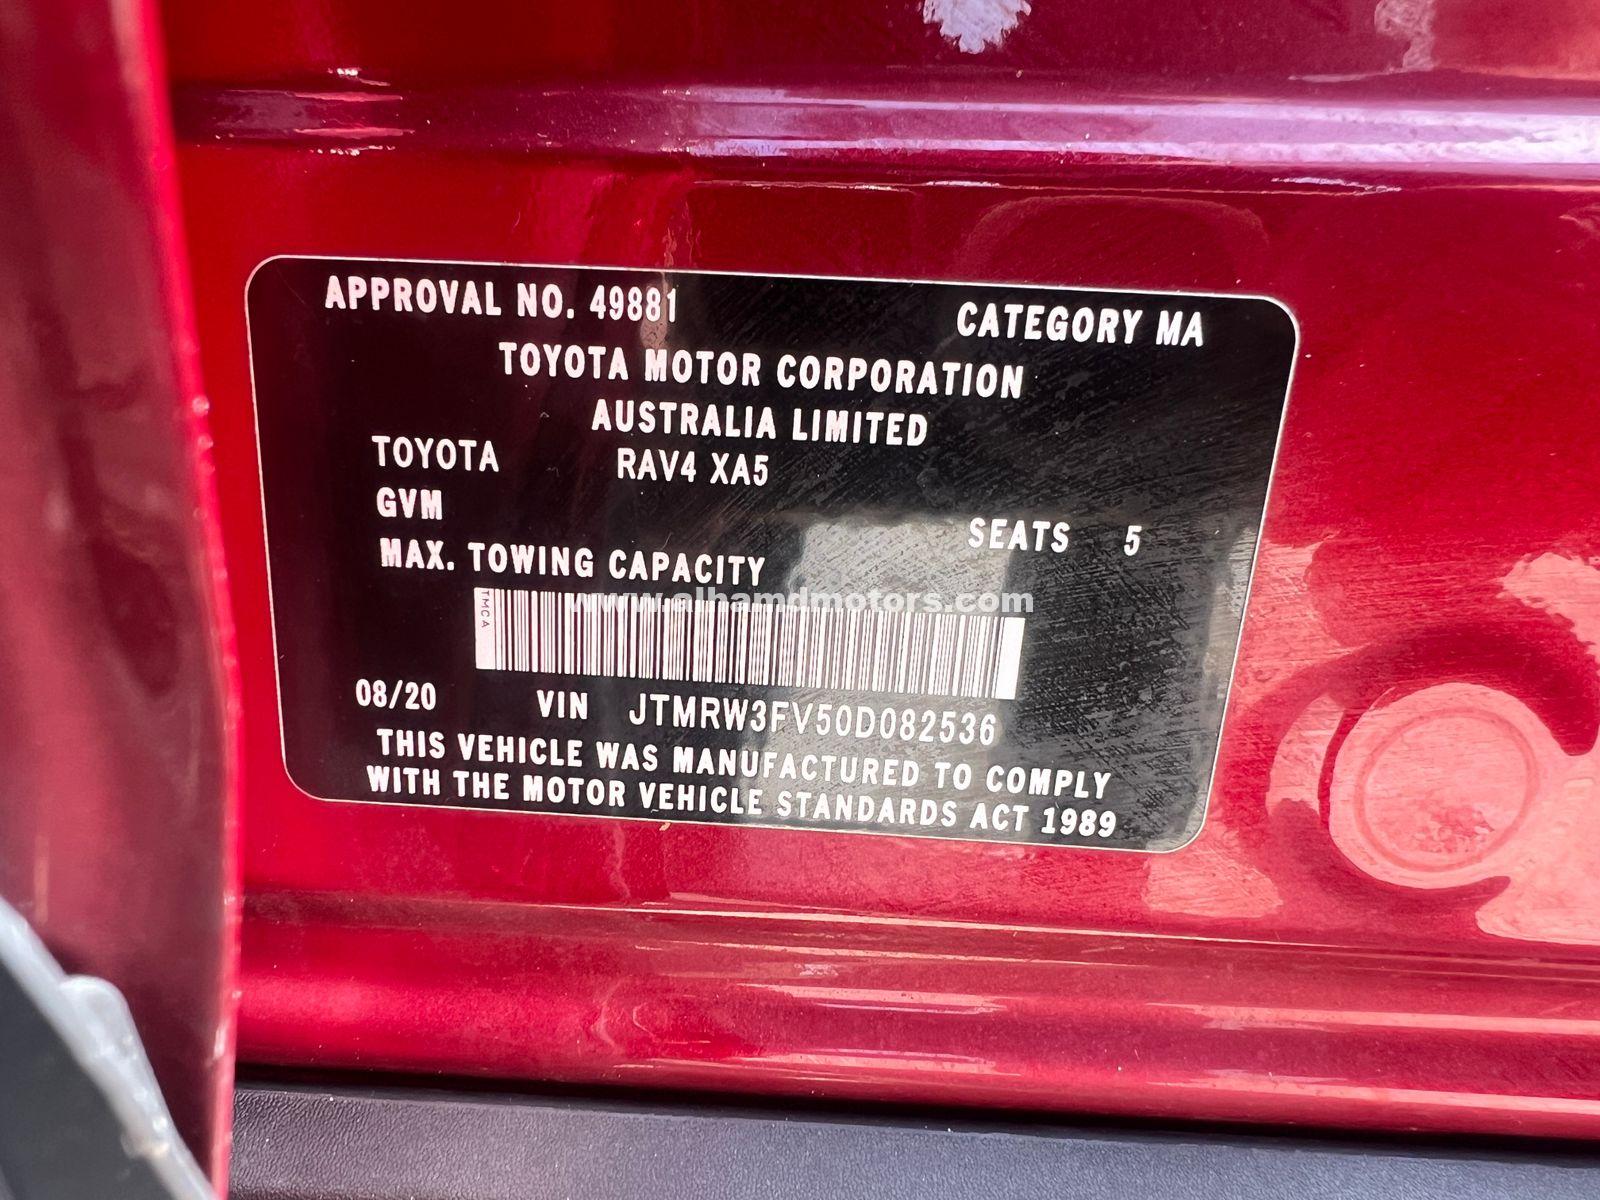 APPROVAL NO. 49881 CATEGORY MA
TOYOTA MOTOR CORPORATION
AUSTRALIA LIMITED
TOYOTA RAV4 XA5
GVM SEATS 5
MAX. TOWING CAPACITY
www.alhamdmotors.com
TMCA
08/20 VIN JTMRW3FV50D082536
THIS VEHICLE WAS MANUFACTURED TO COMPLY
WITH THE MOTOR VEHICLE STANDARDS ACT 1989